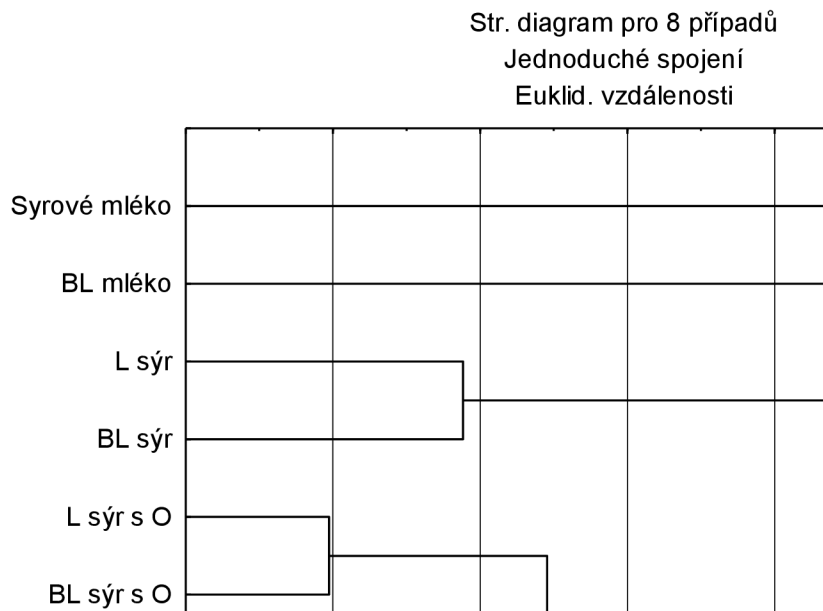 Str. diagram pro 8 případů
Jednoduché spojení
Euklid. vzdálenosti
Syrové mléko
BL mléko
L sýr
BL sýr
L sýr s O
BL sýr s O